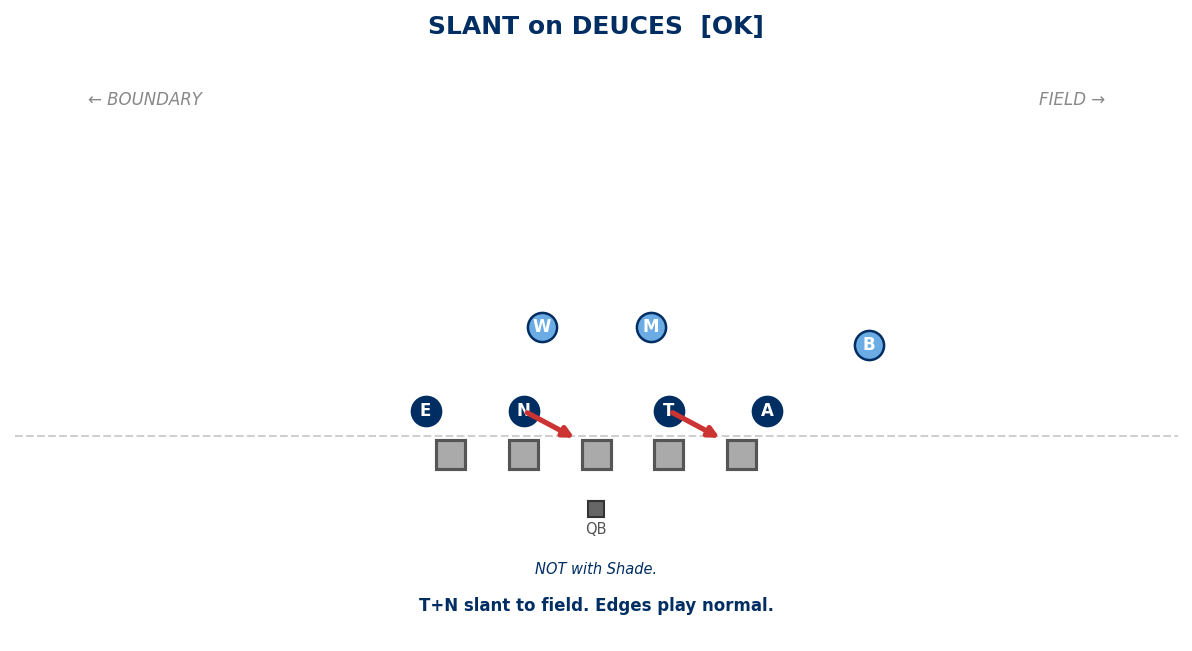 SLANT on DEUCES [OK]
← BOUNDARY FIELD →
W M B
E N T A
QB
NOT with Shade.
T+N slant to field. Edges play normal.